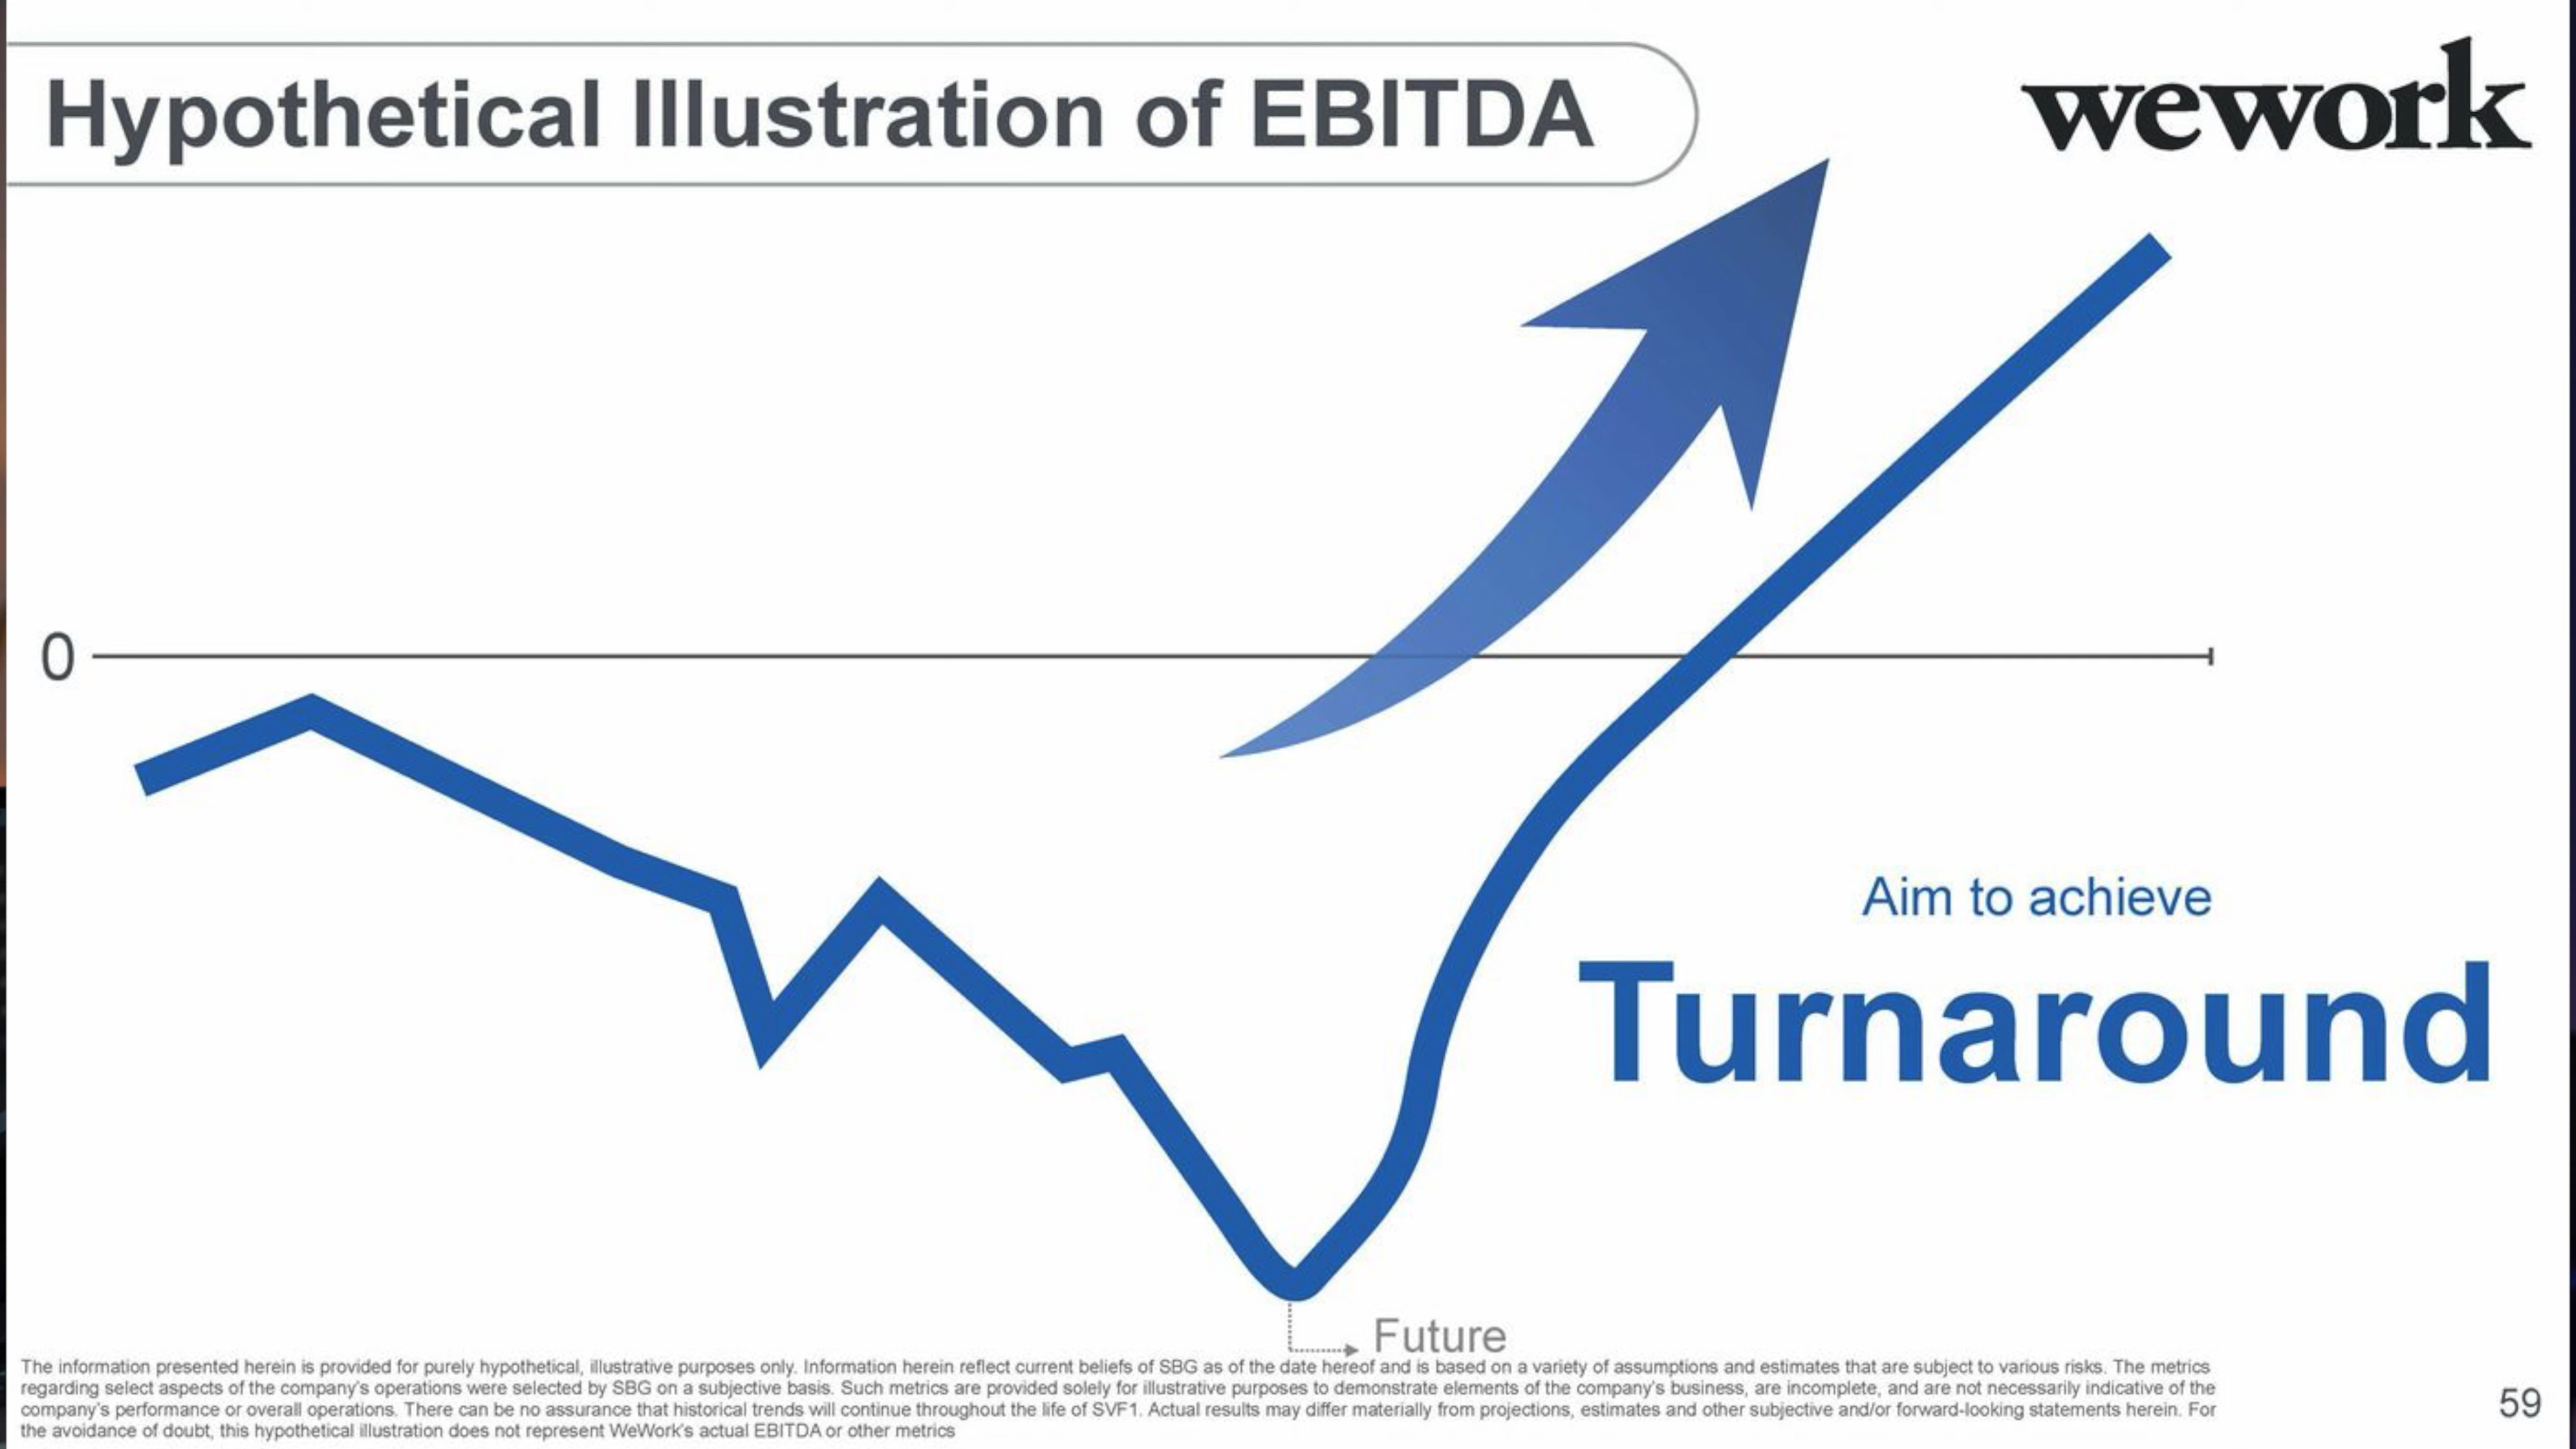 Hypothetical Illustration of EBITDA
wework
0
Aim to achieve
Turnaround
Future
The information presented herein is provided for purely hypothetical, illustrative purposes only. Information herein reflect current beliefs of SBG as of the date hereof and is based on a variety of assumptions and estimates that are subject to various risks. The metrics
regarding select aspects of the company's operations were selected by SBG on a subjective basis. Such metrics are provided solely for illustrative purposes to demonstrate elements of the company's business, are incomplete, and are not necessarily indicative of the
company's performance or overall operations. There can be no assurance that historical trends will continue throughout the life of SVF1. Actual results may differ materially from projections, estimates and other subjective and/or forward-looking statements herein. For
the avoidance of doubt, this hypothetical illustration does not represent WeWork's actual EBITDA or other metrics
59